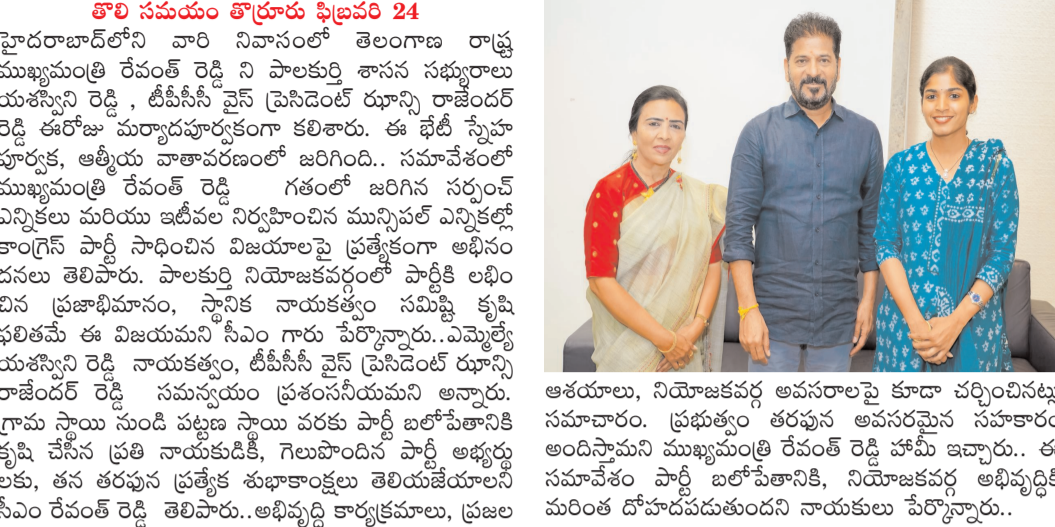 తొలి సమయం తొర్రూరు ఫిబ్రవరి 24
హైదరాబాద్‌లోని వారి నివాసంలో తెలంగాణ రాష్ట్ర
ముఖ్యమంత్రి రేవంత్ రెడ్డి ని పాలకుర్తి శాసన సభ్యురాలు
యశస్విని రెడ్డి , టీపీసీసీ వైస్ ప్రెసిడెంట్ ఝాన్సి రాజేందర్
రెడ్డి ఈరోజు మర్యాదపూర్వకంగా కలిశారు. ఈ భేటీ స్నేహ
పూర్వక, ఆత్మీయ వాతావరణంలో జరిగింది.. సమావేశంలో
ముఖ్యమంత్రి రేవంత్ రెడ్డి గతంలో జరిగిన సర్పంచ్
ఎన్నికలు మరియు ఇటీవల నిర్వహించిన మున్సిపల్ ఎన్నికల్లో
కాంగ్రెస్ పార్టీ సాధించిన విజయాలపై ప్రత్యేకంగా అభినం
దనలు తెలిపారు. పాలకుర్తి నియోజకవర్గంలో పార్టీకి లభిం
చిన ప్రజాభిమానం, స్థానిక నాయకత్వం సమిష్టి కృషి
ఫలితమే ఈ విజయమని సీఎం గారు పేర్కొన్నారు..ఎమ్మెల్యే
యశస్విని రెడ్డి నాయకత్వం, టీపీసీసీ వైస్ ప్రెసిడెంట్ ఝాన్సి
రాజేందర్ రెడ్డి సమన్వయం ప్రశంసనీయమని అన్నారు.
గ్రామ స్థాయి నుండి పట్టణ స్థాయి వరకు పార్టీ బలోపేతానికి
కృషి చేసిన ప్రతి నాయకుడికీ, గెలుపొందిన పార్టీ అభ్యర్థు
లకు, తన తరఫున ప్రత్యేక శుభాకాంక్షలు తెలియజేయాలని
సీఎం రేవంత్ రెడ్డి తెలిపారు..అభివృద్ధి కార్యక్రమాలు, ప్రజల
ఆశయాలు, నియోజకవర్గ అవసరాలపై కూడా చర్చించినట్లు
సమాచారం. ప్రభుత్వం తరఫున అవసరమైన సహకారం
అందిస్తామని ముఖ్యమంత్రి రేవంత్ రెడ్డి హామీ ఇచ్చారు.. ఈ
సమావేశం పార్టీ బలోపేతానికి, నియోజకవర్గ అభివృద్ధికి
మరింత దోహదపడుతుందని నాయకులు పేర్కొన్నారు..